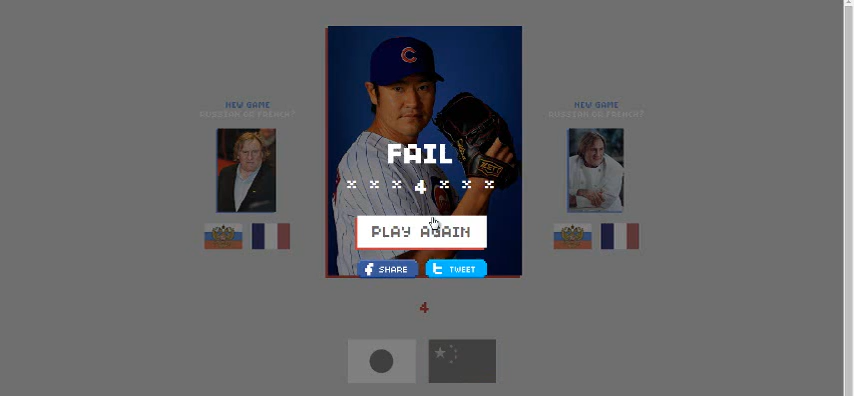 NEW GAME
RUSSIAN OR FRENCH?
NEW GAME
RUSSIAN OR FRENCH?
C
FAIL
* * * 4 * * *
PLAY AGAIN
f SHARE
t TWEET
4